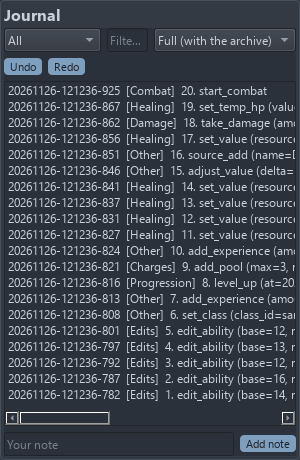 Journal
All Filte... Full (with the archive)
Undo Redo
20261126-121236-925 [Combat] 20. start_combat
20261126-121236-867 [Healing] 19. set_temp_hp (valu
20261126-121236-862 [Damage] 18. take_damage (amo
20261126-121236-856 [Healing] 17. set_value (resourc
20261126-121236-851 [Other] 16. source_add (name=D
20261126-121236-846 [Other] 15. adjust_value (delta=
20261126-121236-841 [Healing] 14. set_value (resourc
20261126-121236-837 [Healing] 13. set_value (resourc
20261126-121236-831 [Healing] 12. set_value (resourc
20261126-121236-827 [Healing] 11. set_value (resourc
20261126-121236-824 [Other] 10. add_experience (amo
20261126-121236-821 [Charges] 9. add_pool (max=3, r
20261126-121236-816 [Progression] 8. level_up (at=20
20261126-121236-813 [Other] 7. add_experience (amou
20261126-121236-808 [Other] 6. set_class (class_id=sa
20261126-121236-801 [Edits] 5. edit_ability (base=12, n
20261126-121236-797 [Edits] 4. edit_ability (base=13, n
20261126-121236-792 [Edits] 3. edit_ability (base=12, n
20261126-121236-787 [Edits] 2. edit_ability (base=16, n
20261126-121236-782 [Edits] 1. edit_ability (base=14, n
Your note Add note